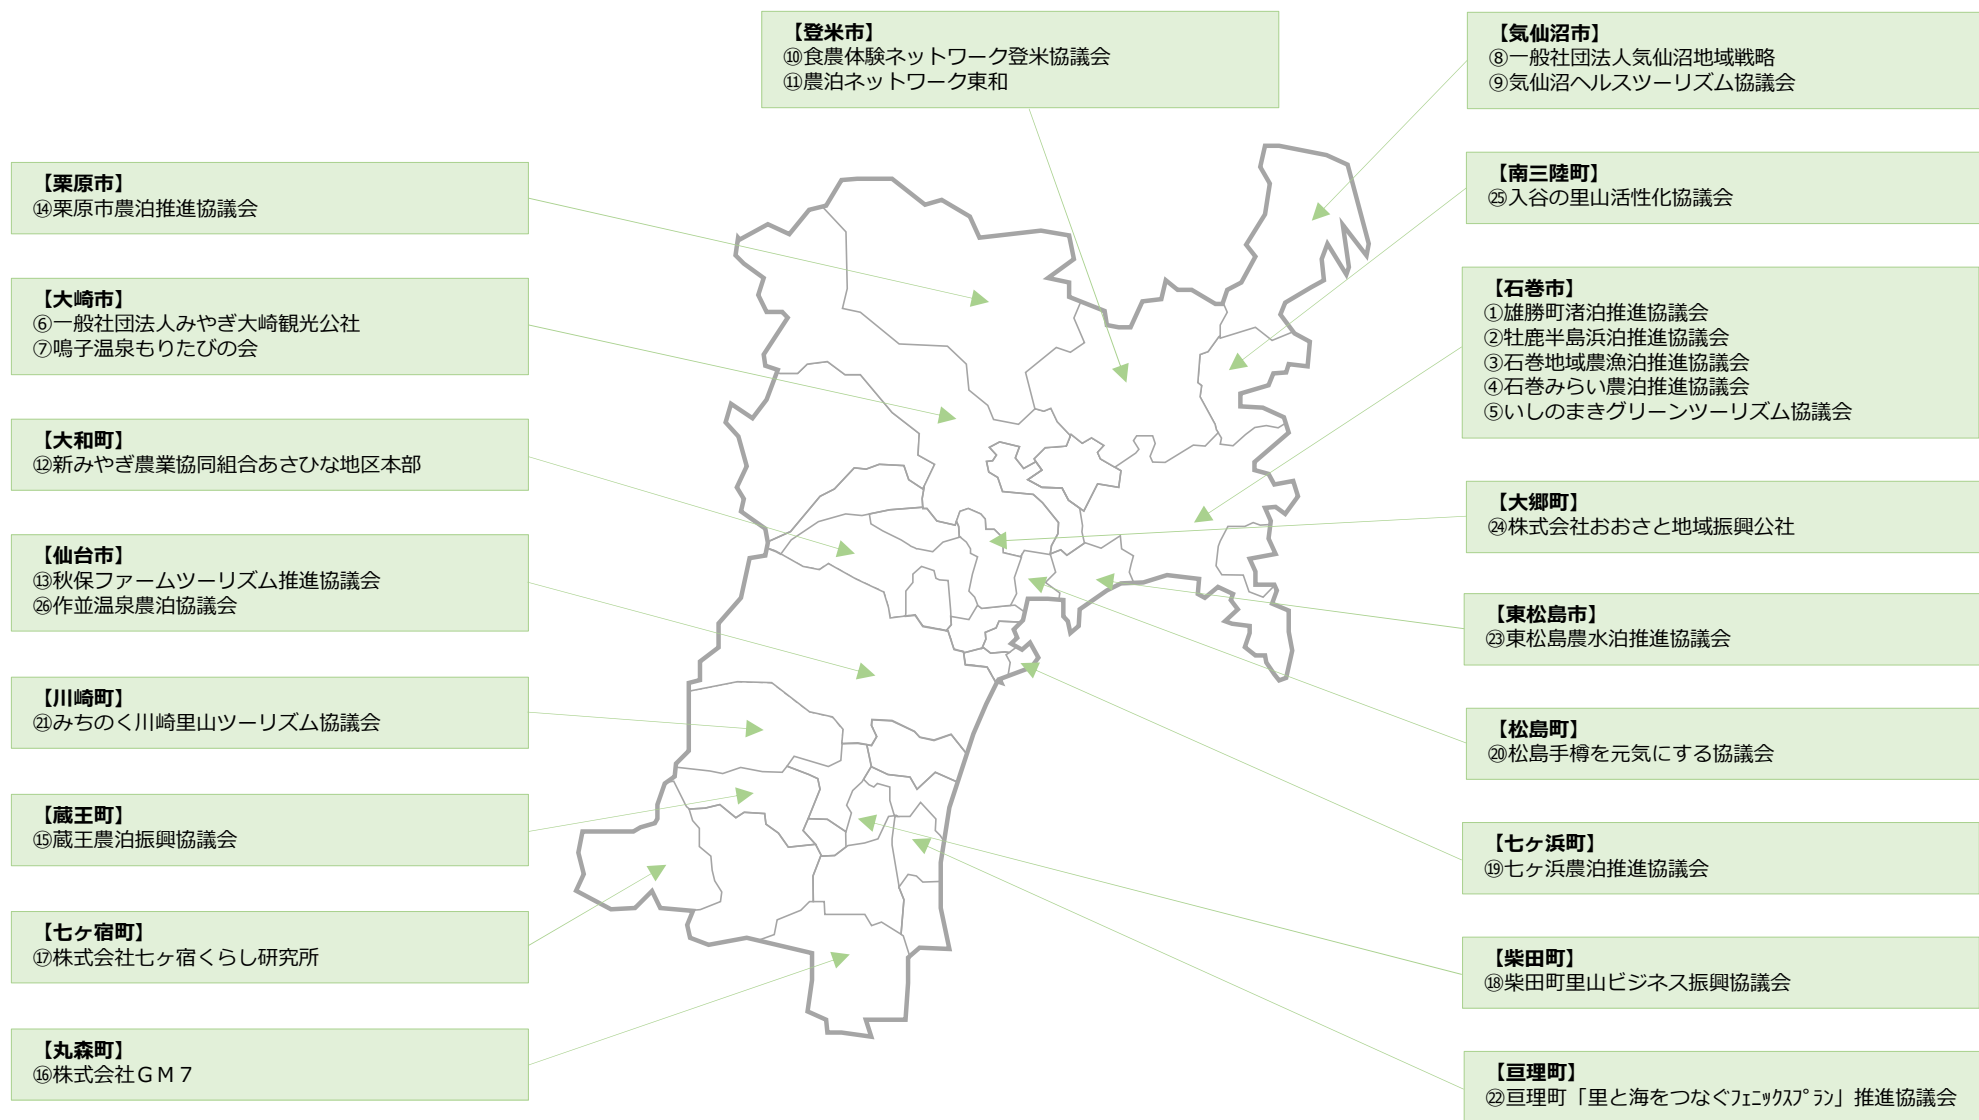 【登米市】
⑩食農体験ネットワーク登米協議会
⑪農泊ネットワーク東和
【気仙沼市】
⑧一般社団法人気仙沼地域戦略
⑨気仙沼ヘルスツーリズム協議会
【栗原市】
⑭栗原市農泊推進協議会
【南三陸町】
㉕入谷の里山活性化協議会
【大崎市】
⑥一般社団法人みやぎ大崎観光公社
⑦鳴子温泉もりたびの会
【石巻市】
①雄勝町渚泊推進協議会
②牡鹿半島浜泊推進協議会
③石巻地域農漁泊推進協議会
④石巻みらい農泊推進協議会
⑤いしのまきグリーンツーリズム協議会
【大和町】
⑫新みやぎ農業協同組合あさひな地区本部
【大郷町】
㉔株式会社おおさと地域振興公社
【仙台市】
⑬秋保ファームツーリズム推進協議会
㉖作並温泉農泊協議会
【東松島市】
㉓東松島農水泊推進協議会
【川崎町】
㉑みちのく川崎里山ツーリズム協議会
【松島町】
⑳松島手樽を元気にする協議会
【蔵王町】
⑮蔵王農泊振興協議会
【七ヶ浜町】
⑲七ヶ浜農泊推進協議会
【七ヶ宿町】
⑰株式会社七ヶ宿くらし研究所
【柴田町】
⑱柴田町里山ビジネス振興協議会
【丸森町】
⑯株式会社ＧＭ７
【亘理町】
㉒亘理町「里と海をつなぐﾌｪﾆｯｸｽﾌﾟﾗﾝ」推進協議会